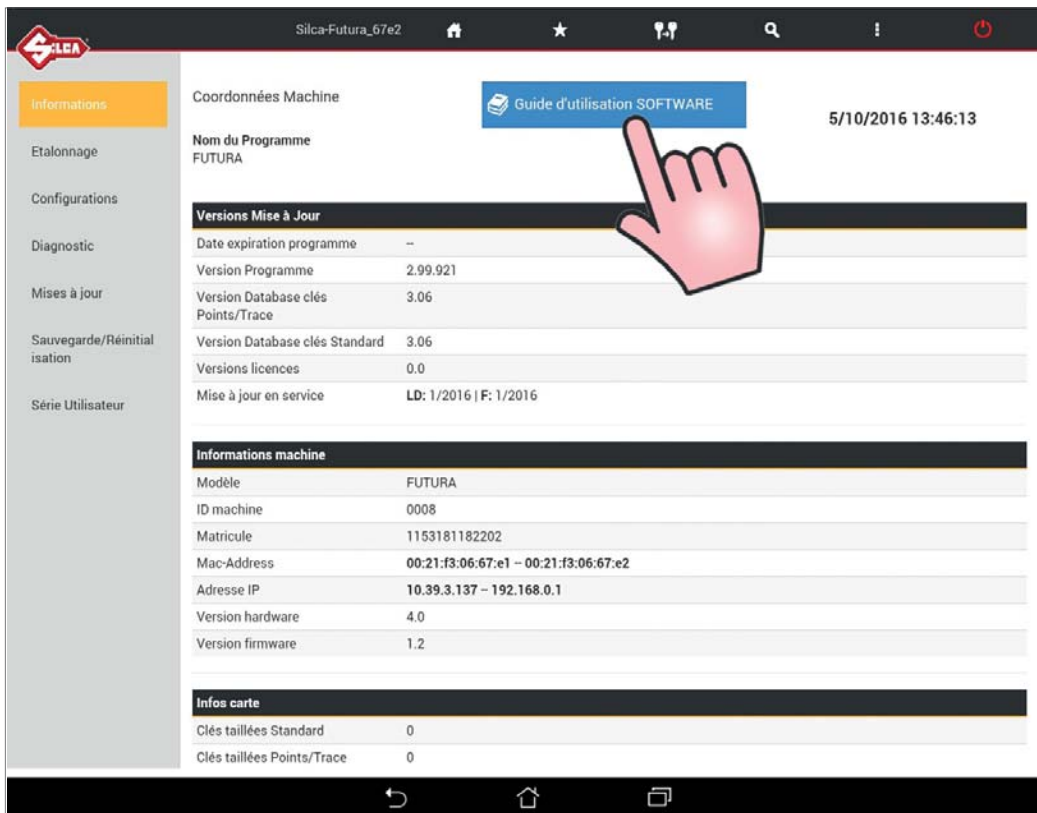 SILCA
Silca-Futura_67e2
Informations
Etalonnage
Configurations
Diagnostic
Mises à jour
Sauvegarde/Réinitial
isation
Série Utilisateur
Coordonnées Machine
Guide d'utilisation SOFTWARE
5/10/2016 13:46:13
Nom du Programme
FUTURA
Versions Mise à Jour
Date expiration programme --
Version Programme 2.99.921
Version Database clés
Points/Trace 3.06
Version Database clés Standard 3.06
Versions licences 0.0
Mise à jour en service LD: 1/2016 | F: 1/2016
Informations machine
Modèle FUTURA
ID machine 0008
Matricule 1153181182202
Mac-Address 00:21:f3:06:67:e1 -- 00:21:f3:06:67:e2
Adresse IP 10.39.3.137 -- 192.168.0.1
Version hardware 4.0
Version firmware 1.2
Infos carte
Clés taillées Standard 0
Clés taillées Points/Trace 0